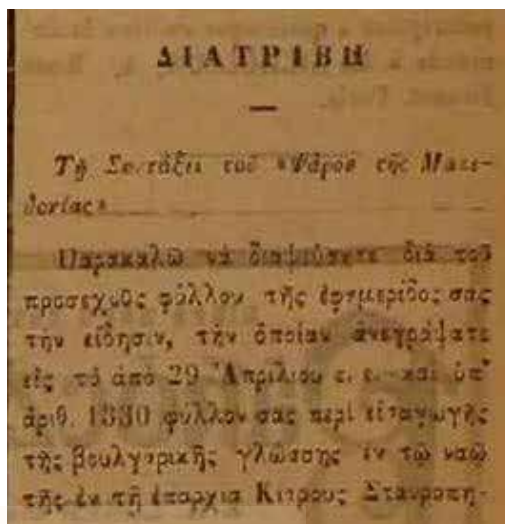 ΔΙΑΤΡΙΒΗ
Τῇ Συντάξει τοῦ «Φάρου τῆς Μακε-
δονίας»
Παρακαλῶ νὰ διαψεύσητε διὰ τοῦ
προσεχοῦς φύλλου τῆς ἐφημερίδος σας
τὴν εἴδησιν, τὴν ὁποίαν ἀνεγράψατε
εἰς τὸ ἀπὸ 29 Ἀπριλίου ἐ. ἔ. καὶ ὑπ'
ἀριθ. 1330 φύλλον σας περὶ εἰσαγωγῆς
τῆς βουλγαρικῆς γλώσσης ἐν τῷ ναῷ
τῆς ἐν τῇ ἐπαρχίᾳ Κίτρους Σταυροπη-